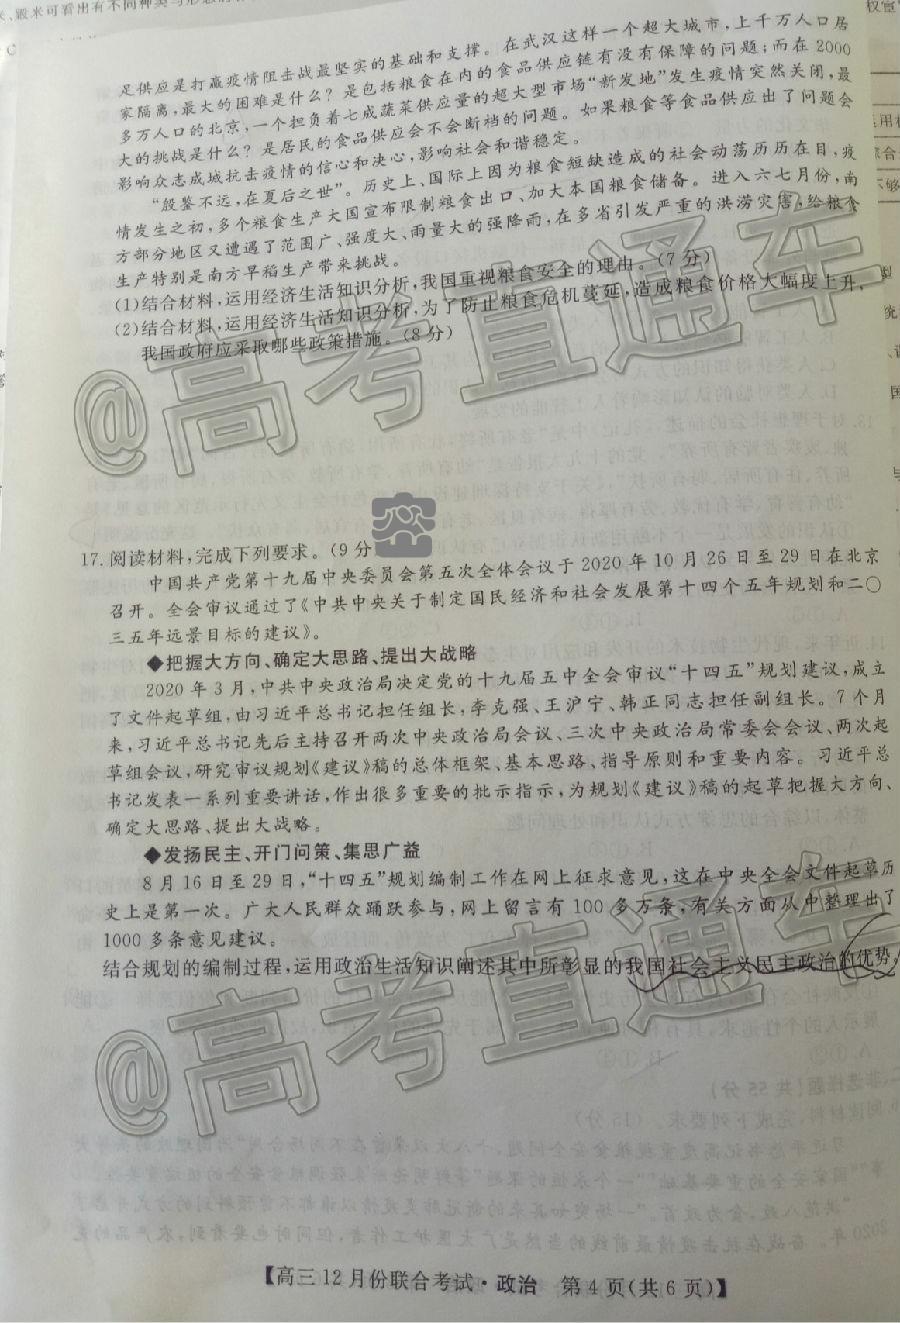 足供应是打赢疫情阻击战最坚实的基础和支撑。在武汉这样一个超大城市,上千万人口居
家隔离,最大的困难是什么?是包括粮食在内的食品供应链有没有保障的问题;而在2000
多万人口的北京,一个担负着七成蔬菜供应量的超大型市场“新发地”发生疫情突然关闭,最
大的挑战是什么?是居民的食品供应会不会断裆的问题。如果粮食等食品供应出了问题会
影响众志成城抗击疫情的信心和决心,影响社会和谐稳定。
“殷鉴不远,在夏后之世”。历史上、国际上因为粮食短缺造成的社会动荡历历在目,疫
情发生之初,多个粮食生产大国宣布限制粮食出口、加大本国粮食储备。进入六七月份,南
方部分地区又遭遇了范围广、强度大、雨量大的强降雨,在多省引发严重的洪涝灾害,给粮食
生产特别是南方早稻生产带来挑战。
(1)结合材料,运用经济生活知识分析,我国重视粮食安全的理由。(7分)
(2)结合材料,运用经济生活知识分析,为了防止粮食危机蔓延,造成粮食价格大幅度上升,
我国政府应采取哪些政策措施。(8分)
@高考直通车
17.阅读材料,完成下列要求。(9分
中国共产党第十九届中央委员会第五次全体会议于2020年10月26日至29日在北京
召开。全会审议通过了《中共中央关于制定国民经济和社会发展第十四个五年规划和二〇
三五年远景目标的建议》。
◆把握大方向、确定大思路、提出大战略
2020年3月,中共中央政治局决定党的十九届五中全会审议“十四五”规划建议,成立
了文件起草组,由习近平总书记担任组长,李克强、王沪宁、韩正同志担任副组长。7个月
来,习近平总书记先后主持召开两次中央政治局会议、三次中央政治局常委会会议、两次起
草组会议,研究审议规划《建议》稿的总体框架、基本思路、指导原则和重要内容。习近平总
书记发表一系列重要讲话,作出很多重要的批示指示,为规划《建议》稿的起草把握大方向、
确定大思路、提出大战略。
◆发扬民主、开门问策、集思广益
8月16日至29日,“十四五”规划编制工作在网上征求意见,这在中央全会文件起草历
史上是第一次。广大人民群众踊跃参与,网上留言有100多万条,有关方面从中整理出了
1000多条意见建议。
结合规划的编制过程,运用政治生活知识阐述其中所彰显的我国社会主义民主政治的优势
@高考直通车
【高三12月份联合考试·政治 第4页(共6页)】